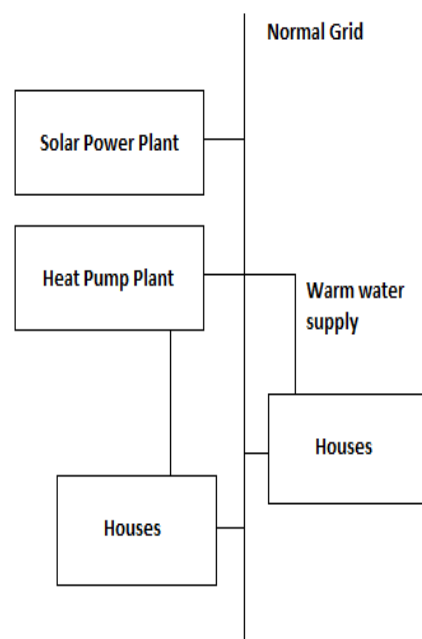 Normal Grid
Solar Power Plant
Heat Pump Plant
Warm water
supply
Houses
Houses